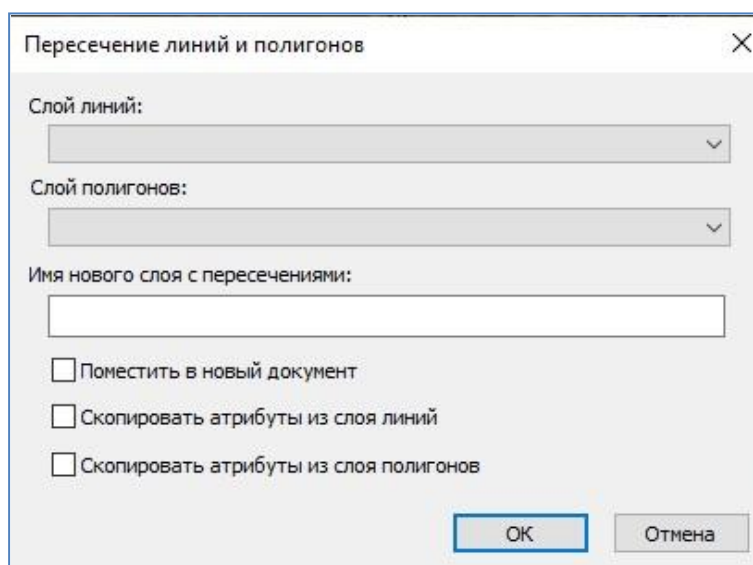 Пересечение линий и полигонов
Слой линий:
Слой полигонов:
Имя нового слоя с пересечениями:
Поместить в новый документ
Скопировать атрибуты из слоя линий
Скопировать атрибуты из слоя полигонов
ОК Отмена